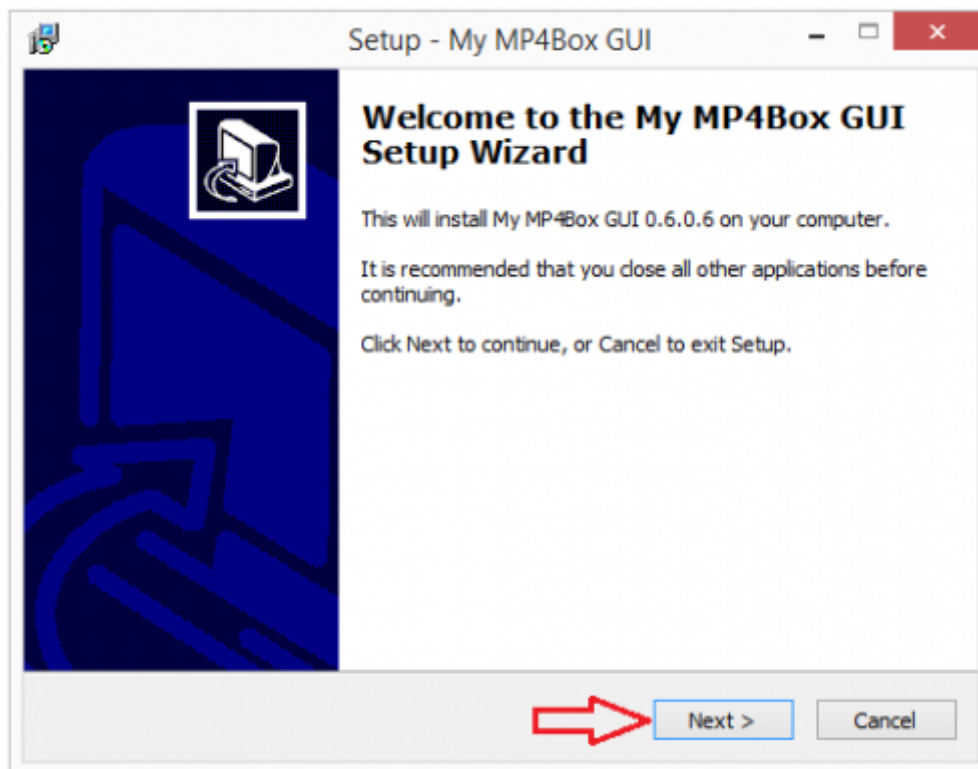 Setup - My MP4Box GUI
Welcome to the My MP4Box GUI
Setup Wizard
This will install My MP4Box GUI 0.6.0.6 on your computer.
It is recommended that you close all other applications before
continuing.
Click Next to continue, or Cancel to exit Setup.
Next >
Cancel